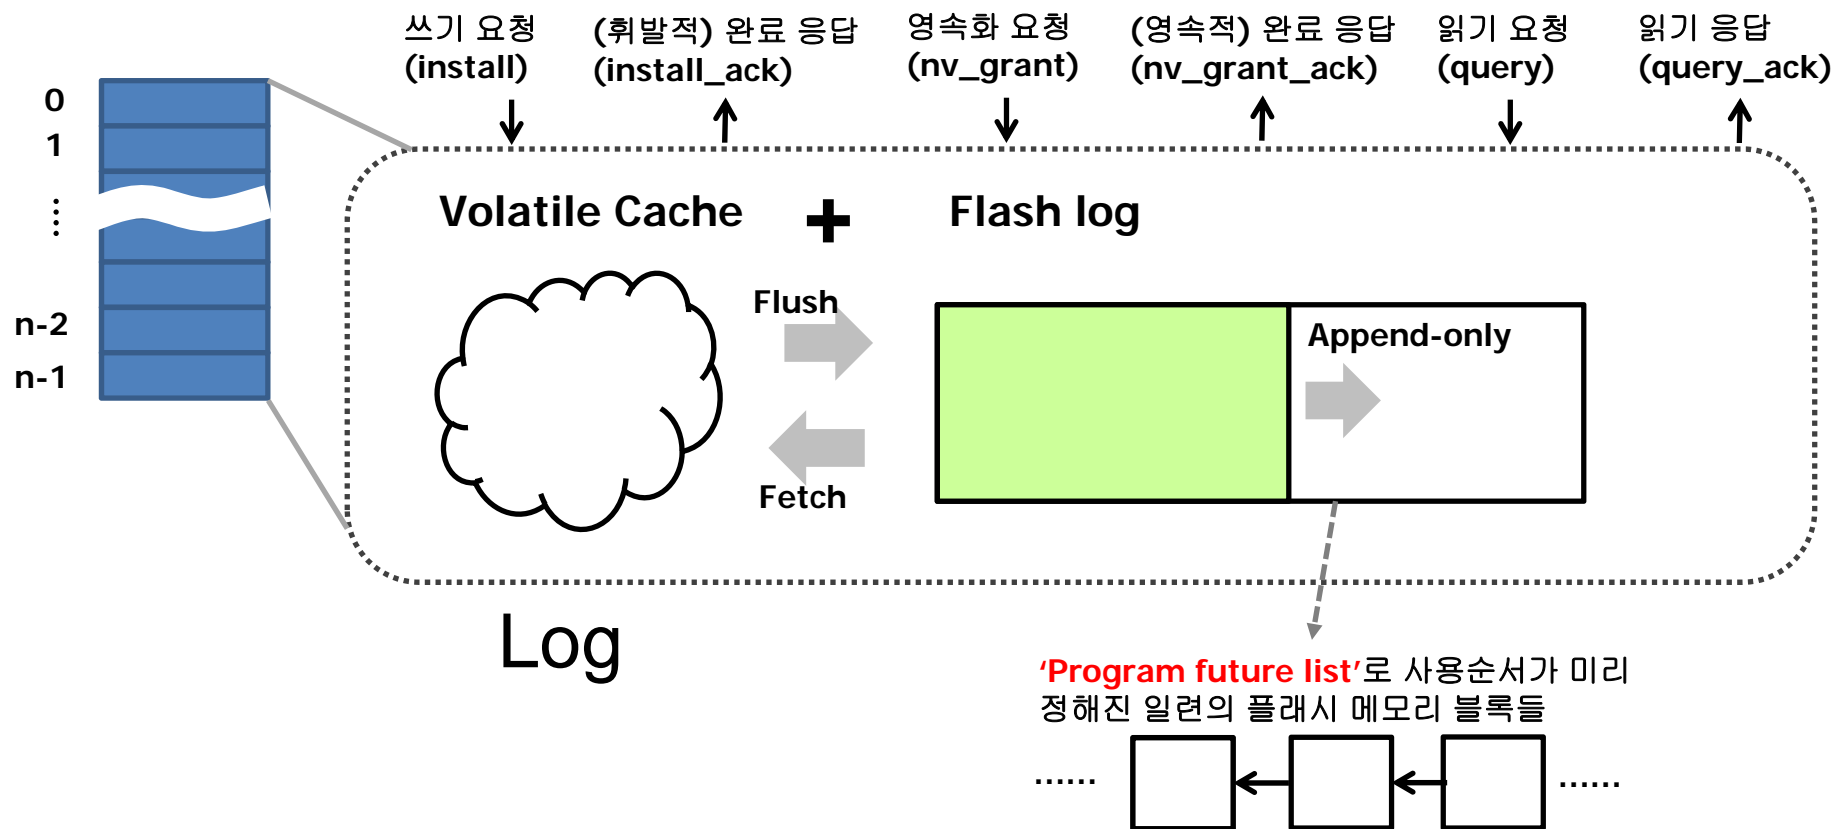 쓰기 요청
(install)
(휘발적) 완료 응답
(install_ack)
영속화 요청
(nv_grant)
(영속적) 완료 응답
(nv_grant_ack)
읽기 요청
(query)
읽기 응답
(query_ack)
0
1
....
n-2
n-1
Volatile Cache
+
Flash log
Flush
Append-only
Fetch
Log
‘Program future list’로 사용순서가 미리
정해진 일련의 플래시 메모리 블록들
...... ......